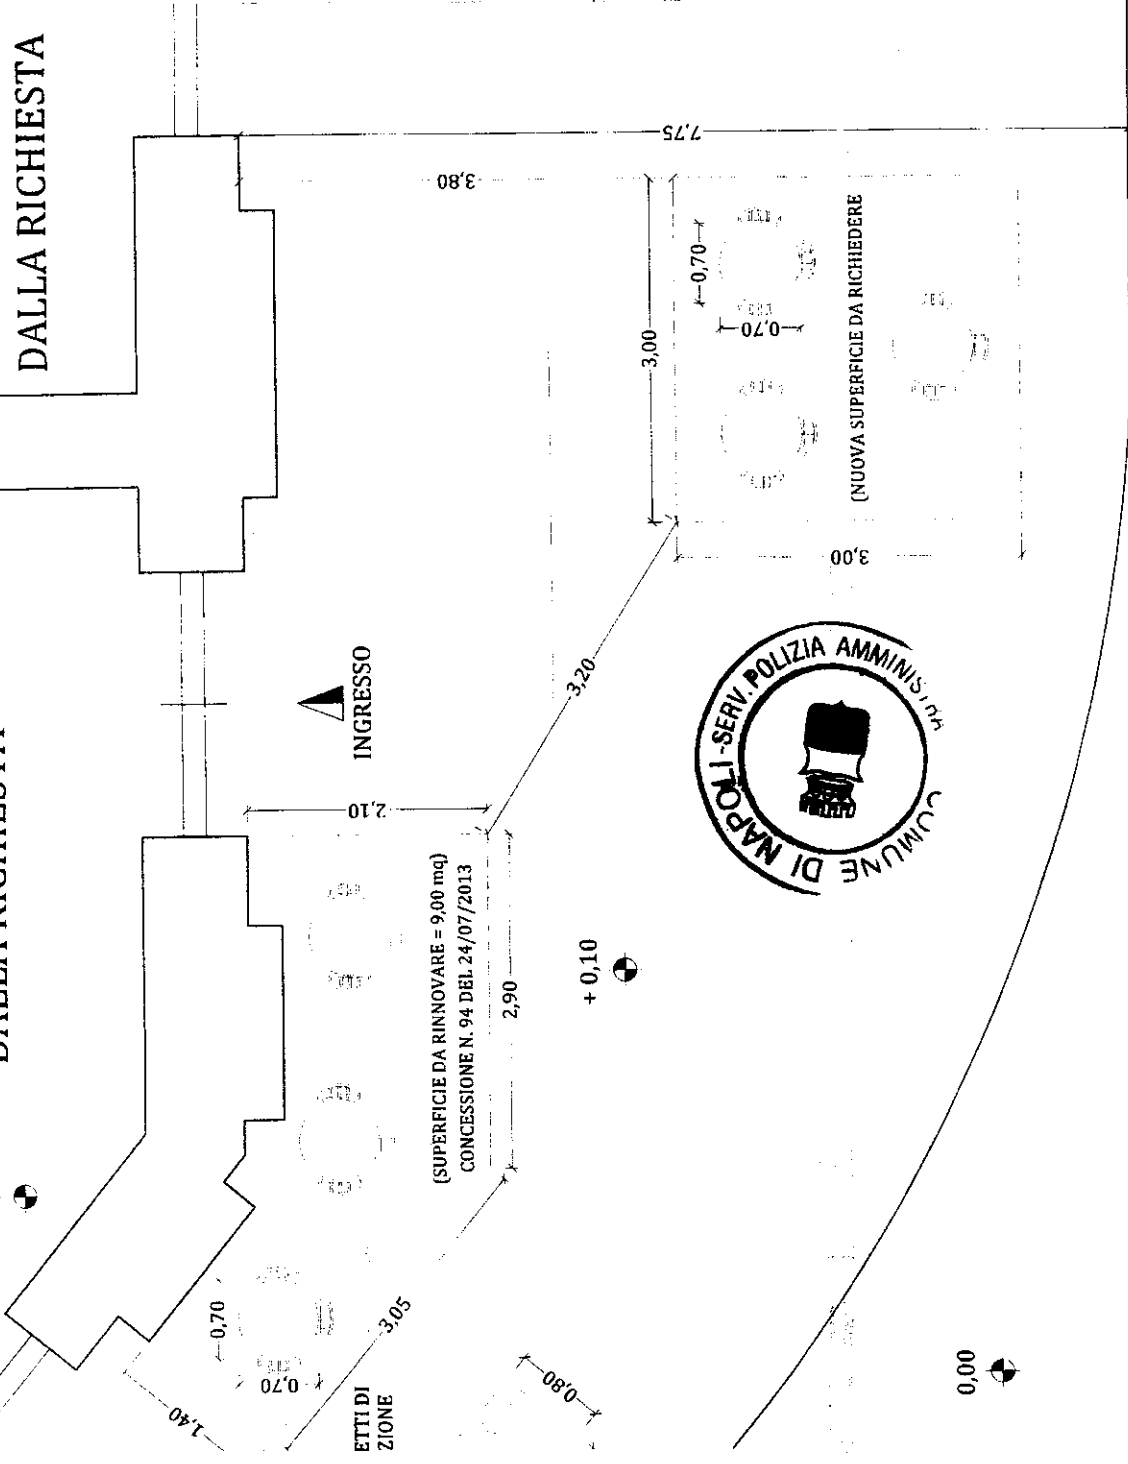 DALLA RICHIESTA
7,75
3,80
0,70
0,70
3,00
(NUOVA SUPERFICIE DA RICHIEDERE
3,00
3,20
INGRESSO
2,10
COMUNE DI NAPOLI - SERV. POLIZIA
(SUPERFICIE DA RINNOVARE = 9,00 mq)
CONCESSIONE N. 94 DEL 24/07/2013
2,90
+ 0,10
0,70
0,70
3,05
1,40
0,80
ETTI DI
ZIONE
0,00